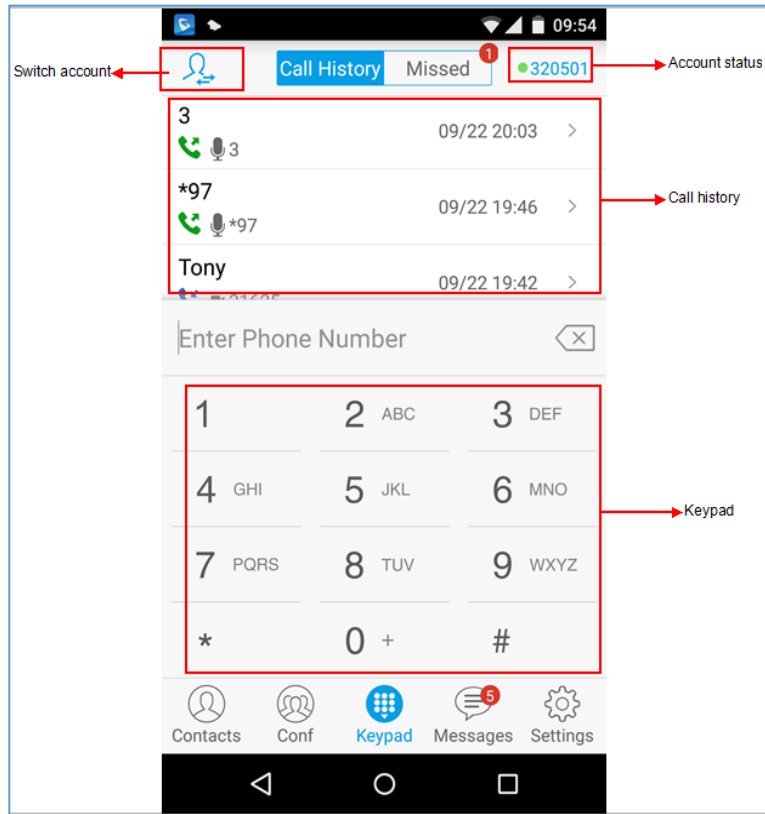 09:54
Switch account
Call History Missed 1 320501
Account status
3
09/22 20:03
3
*97
09/22 19:46
*97
Call history
Tony
09/22 19:42
Enter Phone Number
1 2 ABC 3 DEF
4 GHI 5 JKL 6 MNO
Keypad
7 PQRS 8 TUV 9 WXYZ
* 0 + #
5
Contacts Conf Keypad Messages Settings